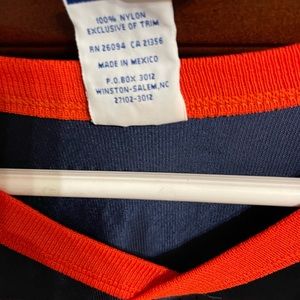 100% NYLON
EXCLUSIVE OF TRIM
RN 26094 CA 21356
MADE IN MEXICO
P.O.BOX 3012
WINSTON-SALEM,NC
27102-3012